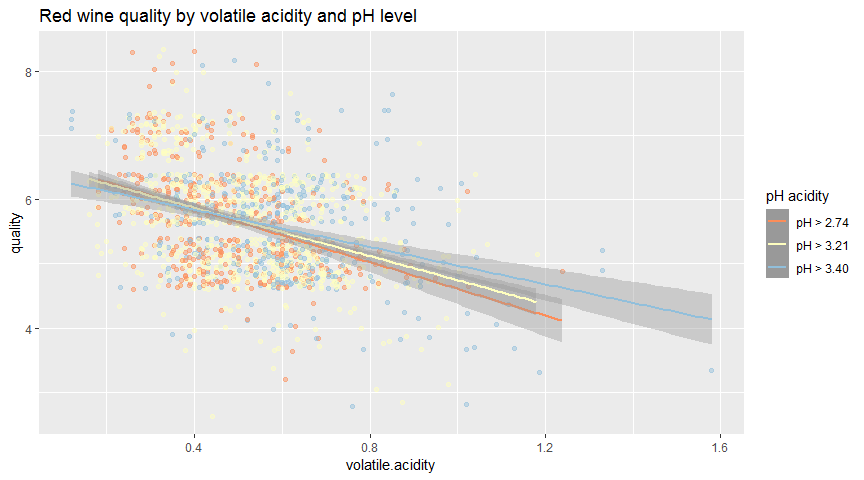 Red wine quality by volatile acidity and pH level
quality
8
6
4
0.4 0.8 1.2 1.6
volatile.acidity
pH acidity
pH > 2.74
pH > 3.21
pH > 3.40